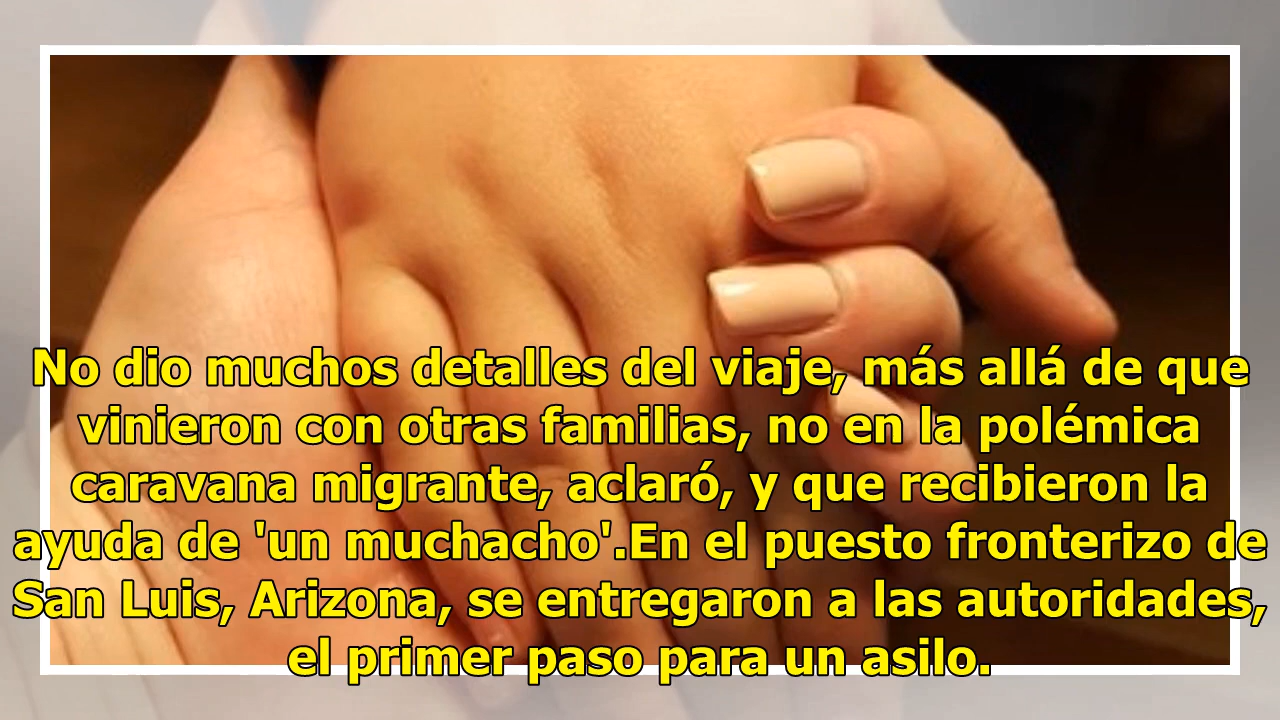 No dio muchos detalles del viaje, más allá de que
vinieron con otras familias, no en la polémica
caravana migrante, aclaró, y que recibieron la
ayuda de 'un muchacho'.En el puesto fronterizo de
San Luis, Arizona, se entregaron a las autoridades,
el primer paso para un asilo.